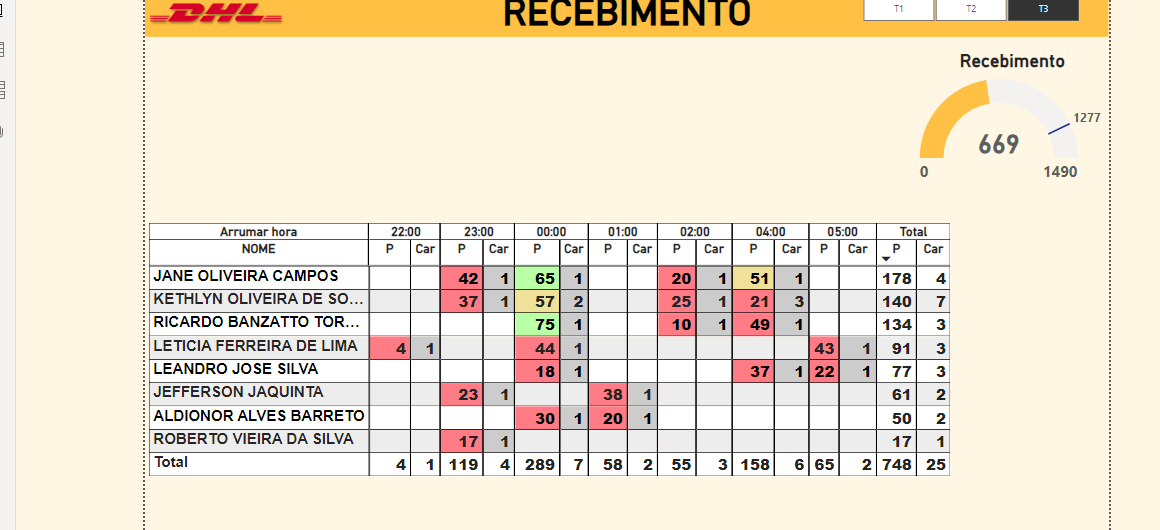 DHL RECEBIMENTO T1 T2 T3
Recebimento
1277
669
0 1490
Arrumar hora 22:00 23:00 00:00 01:00 02:00 04:00 05:00 Total
NOME P Car P Car P Car P Car P Car P Car P Car P Car
JANE OLIVEIRA CAMPOS 42 1 65 1 20 1 51 1 178 4
KETHLYN OLIVEIRA DE SO... 37 1 57 2 25 1 21 3 140 7
RICARDO BANZATTO TOR... 75 1 10 1 49 1 134 3
LETICIA FERREIRA DE LIMA 4 1 44 1 43 1 91 3
LEANDRO JOSE SILVA 18 1 37 1 22 1 77 3
JEFFERSON JAQUINTA 23 1 38 1 61 2
ALDIONOR ALVES BARRETO 30 1 20 1 50 2
ROBERTO VIEIRA DA SILVA 17 1 17 1
Total 4 1 119 4 289 7 58 2 55 3 158 6 65 2 748 25